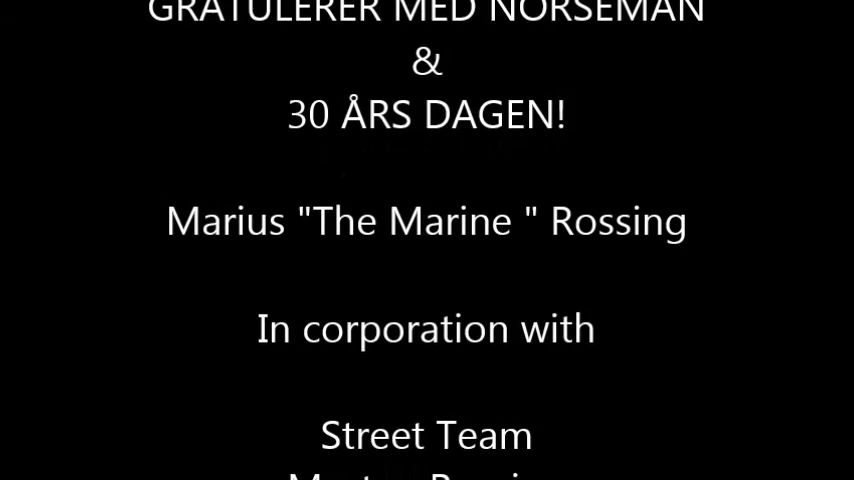 GRATULERER MED NORSEMAN
&
30 ÅRS DAGEN!
Marius "The Marine " Rossing
In corporation with
Street Team